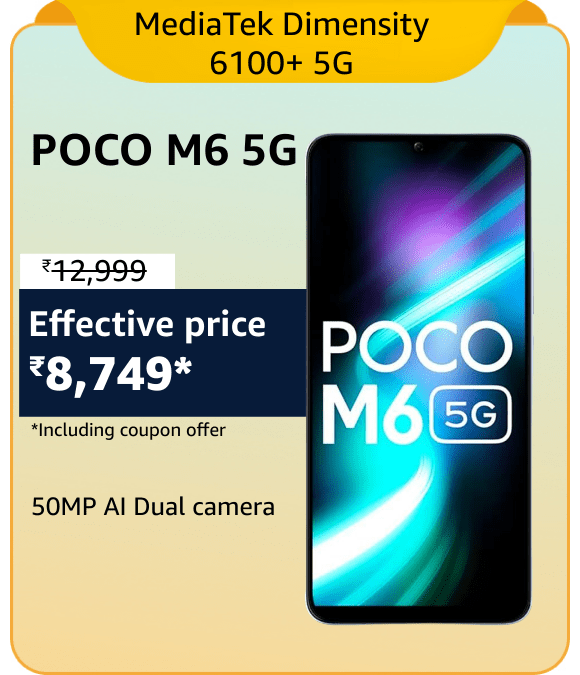 MediaTek Dimensity
6100+ 5G
POCO M6 5G
₹12,999
Effective price
₹8,749*
*Including coupon offer
50MP AI Dual camera
POCO
M6 5G